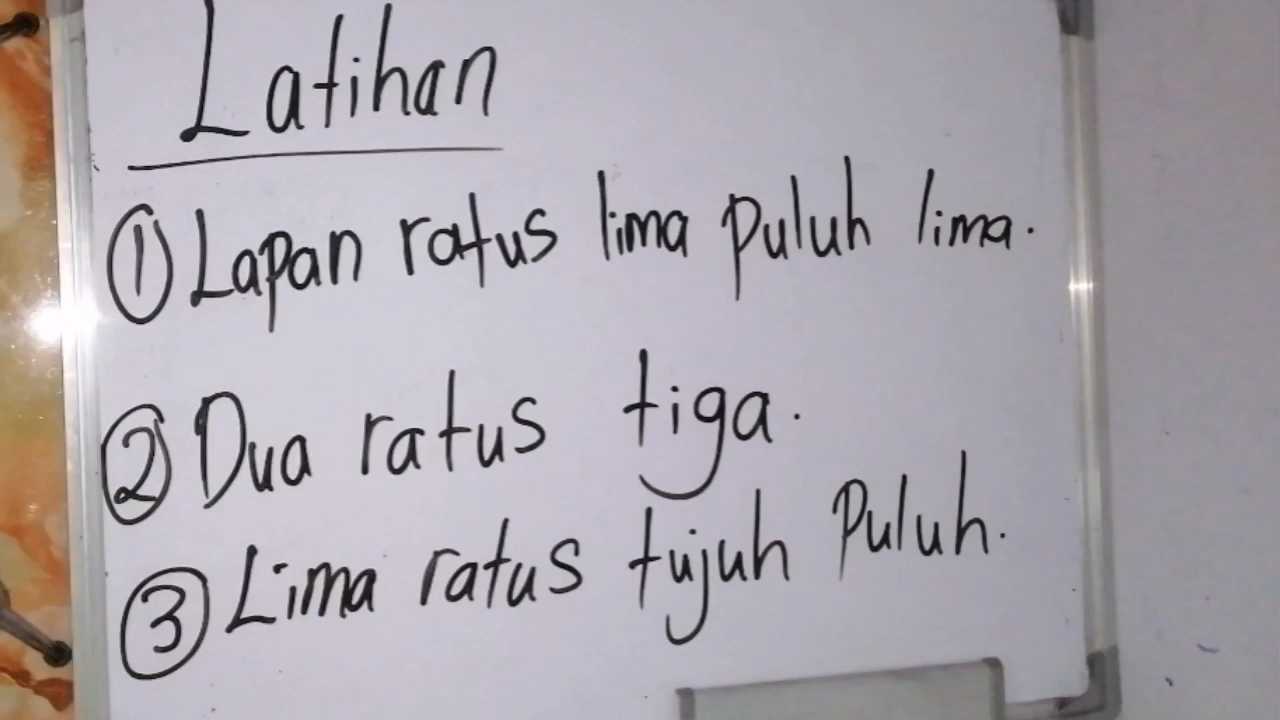 Latihan
① Lapan ratus lima puluh lima.
② Dua ratus tiga.
③ Lima ratus tujuh Puluh.